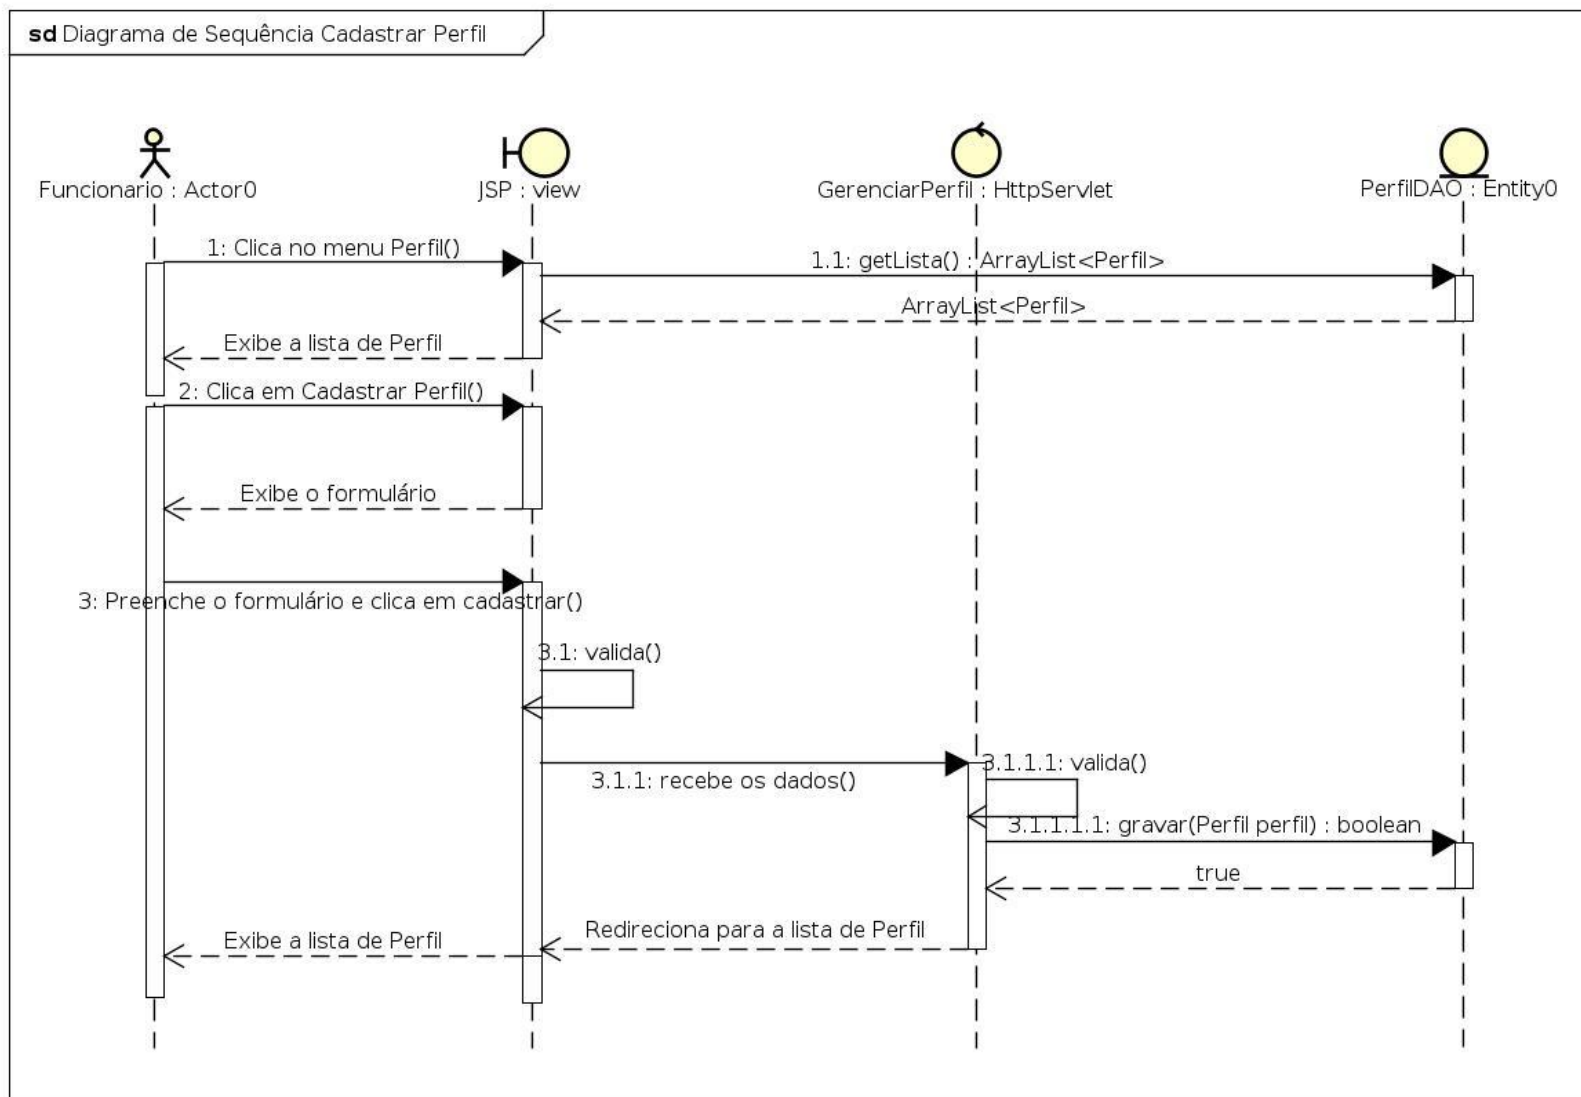 sd Diagrama de Sequência Cadastrar Perfil
Funcionario : Actor0
JSP : view
GerenciarPerfil : HttpServlet
PerfilDAO : Entity0
1: Clica no menu Perfil()
1.1: getLista() : ArrayList<Perfil>
ArrayList<Perfil>
Exibe a lista de Perfil
2: Clica em Cadastrar Perfil()
Exibe o formulário
3: Preenche o formulário e clica em cadastrar()
3.1: valida()
3.1.1: recebe os dados()
3.1.1.1: valida()
3.1.1.1.1: gravar(Perfil perfil) : boolean
true
Redireciona para a lista de Perfil
Exibe a lista de Perfil